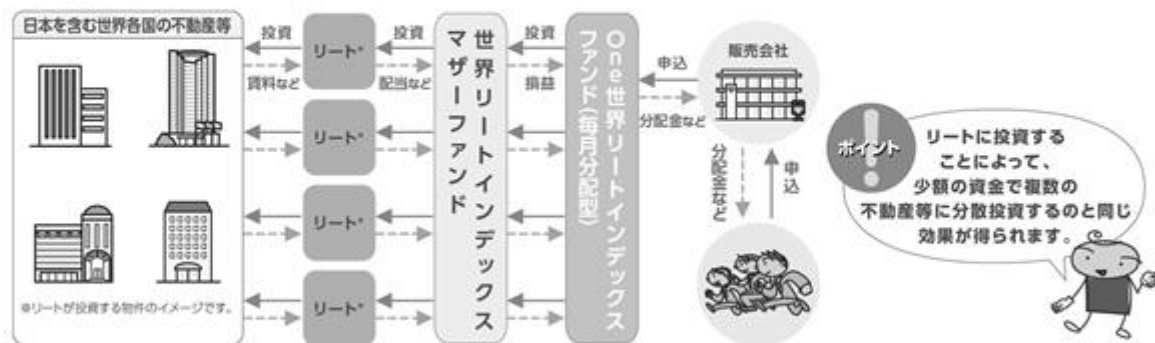 日本を含む世界各国の不動産等
※リートが投資する物件のイメージです。
投資
賃料など
リート*
リート*
リート*
リート*
投資
配当など
世界リートインデックス
マザーファンド
投資
損益
One世界リートインデックス
ファンド(毎月分配型)
申込
分配金など
販売会社
分配金など
申込
ポイント
リートに投資する
ことによって、
少額の資金で複数の
不動産等に分散投資するのと同じ
効果が得られます。